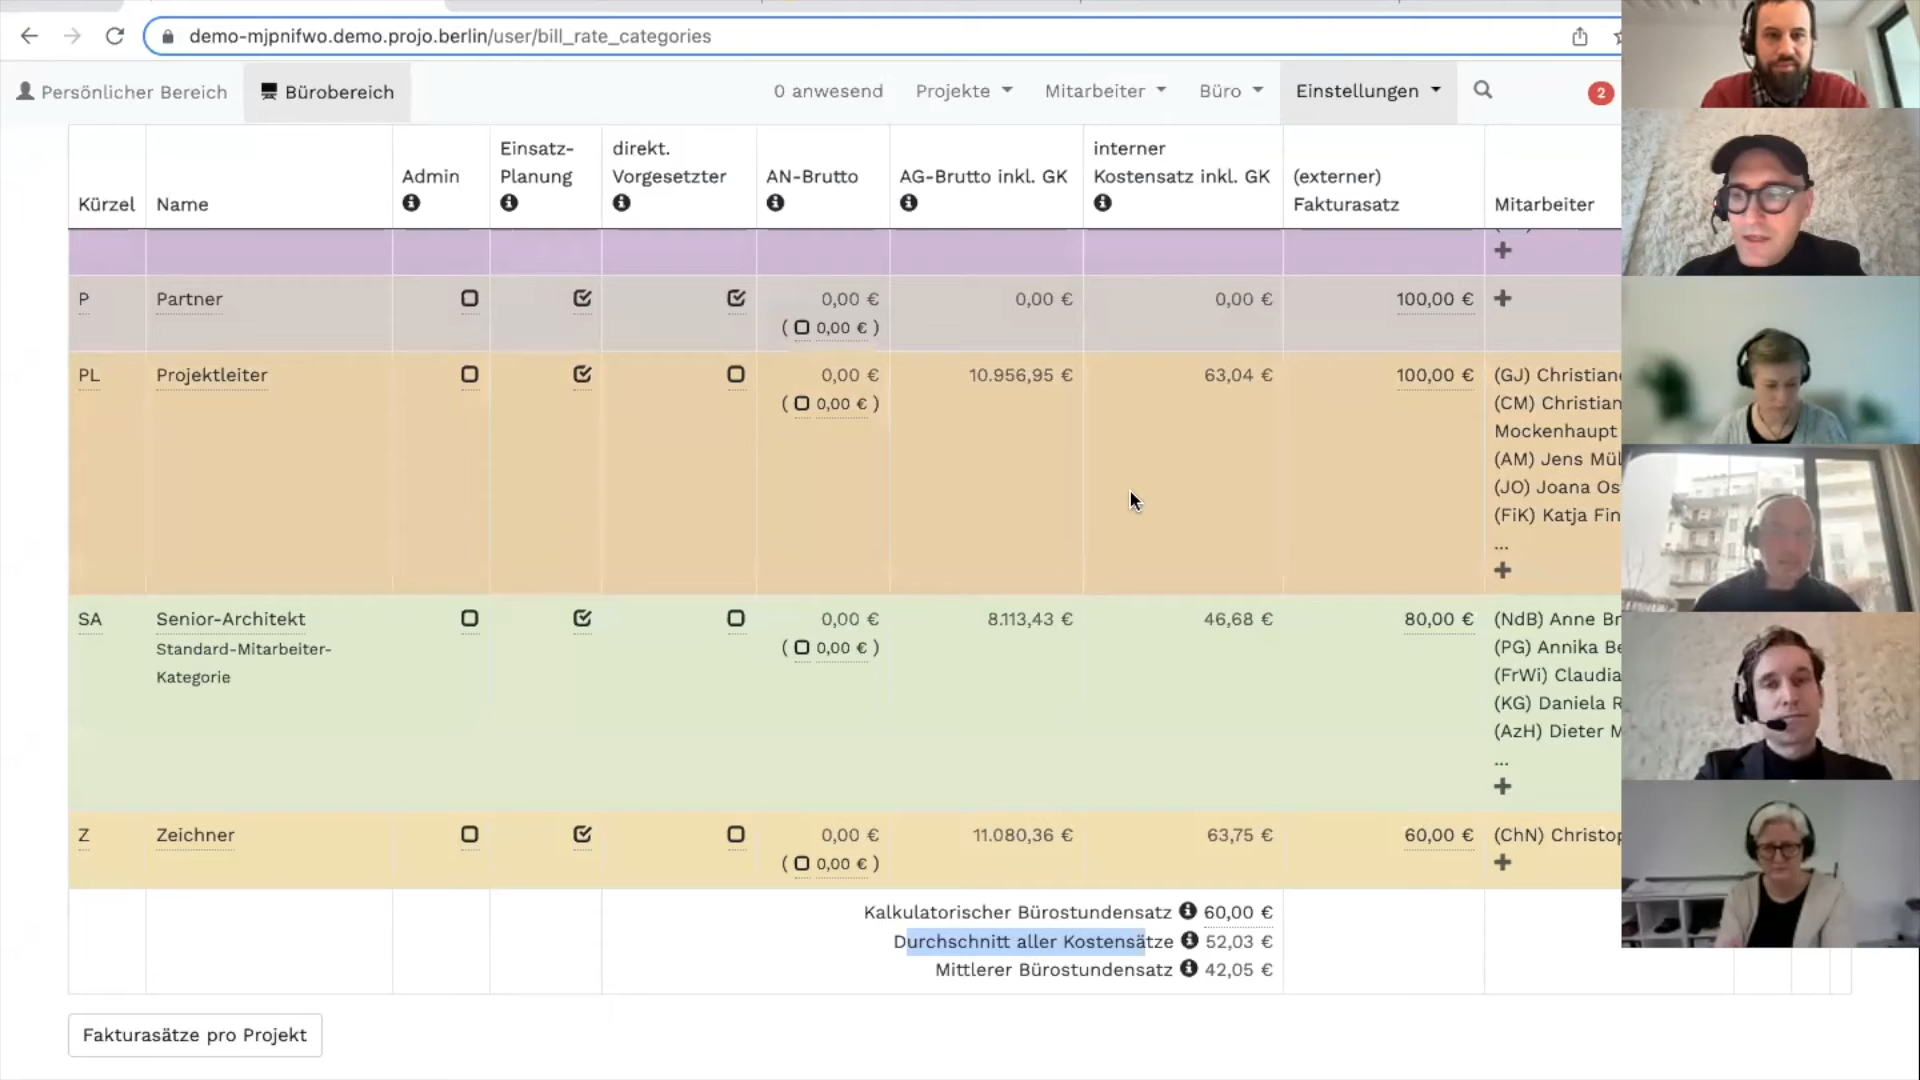 demo-mjpnifwo.demo.projo.berlin/user/bill_rate_categories
Persönlicher Bereich
Bürobereich
0 anwesend
Projekte
Mitarbeiter
Büro
Einstellungen
2
Kürzel
Name
Admin
Einsatz-
Planung
direkt.
Vorgesetzter
AN-Brutto
AG-Brutto inkl. GK
interner
Kostensatz inkl. GK
(externer)
Fakturasatz
Mitarbeiter
P
Partner
0,00 €
( 0,00 € )
0,00 €
0,00 €
100,00 €
PL
Projektleiter
0,00 €
( 0,00 € )
10.956,95 €
63,04 €
100,00 €
(GJ) Christian
(CM) Christian
Mockenhaupt
(AM) Jens Mül
(JO) Joana Os
(FiK) Katja Fin
...
SA
Senior-Architekt
Standard-Mitarbeiter-
Kategorie
0,00 €
( 0,00 € )
8.113,43 €
46,68 €
80,00 €
(NdB) Anne Br
(PG) Annika Be
(FrWi) Claudia
(KG) Daniela R
(AzH) Dieter M
...
Z
Zeichner
0,00 €
( 0,00 € )
11.080,36 €
63,75 €
60,00 €
(ChN) Christop
Kalkulatorischer Bürostundensatz 60,00 €
Durchschnitt aller Kostensätze 52,03 €
Mittlerer Bürostundensatz 42,05 €
Fakturasätze pro Projekt